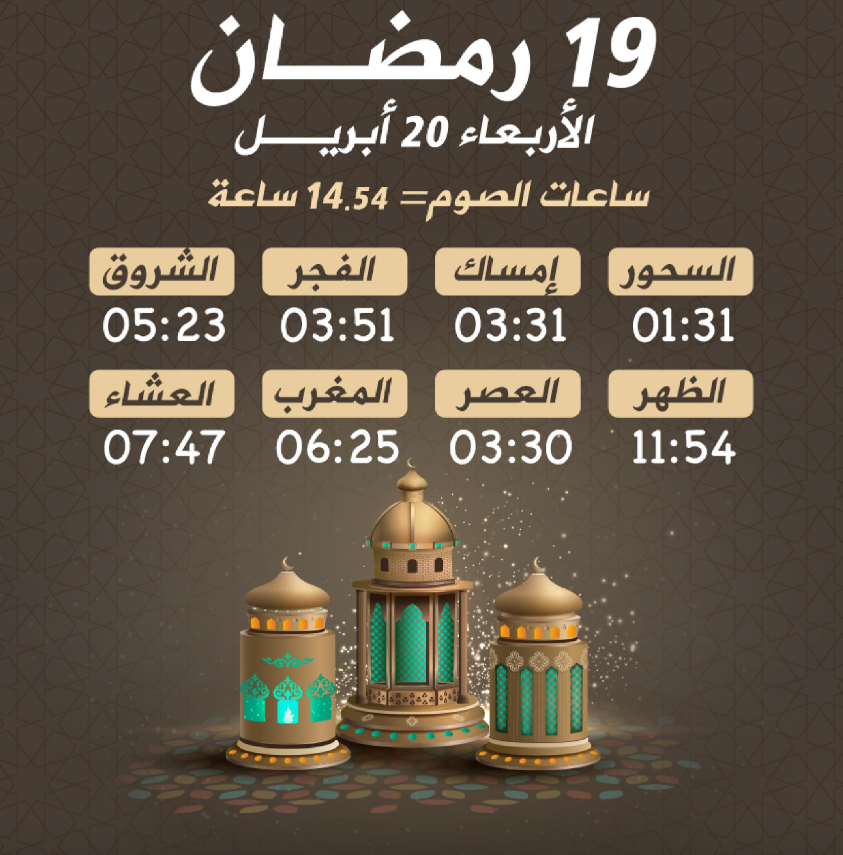 19 رمضان
الأربعاء 20 أبريل
ساعات الصوم= 14.54 ساعة
السحور إمساك الفجر الشروق
01:31 03:31 03:51 05:23
الظهر العصر المغرب العشاء
11:54 03:30 06:25 07:47